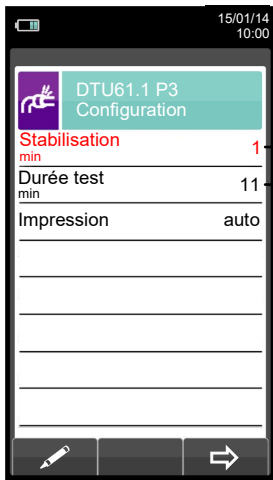 15/01/14
10:00
DTU61.1 P3
Configuration
Stabilisation 1
min
Durée test 11
min
Impression auto